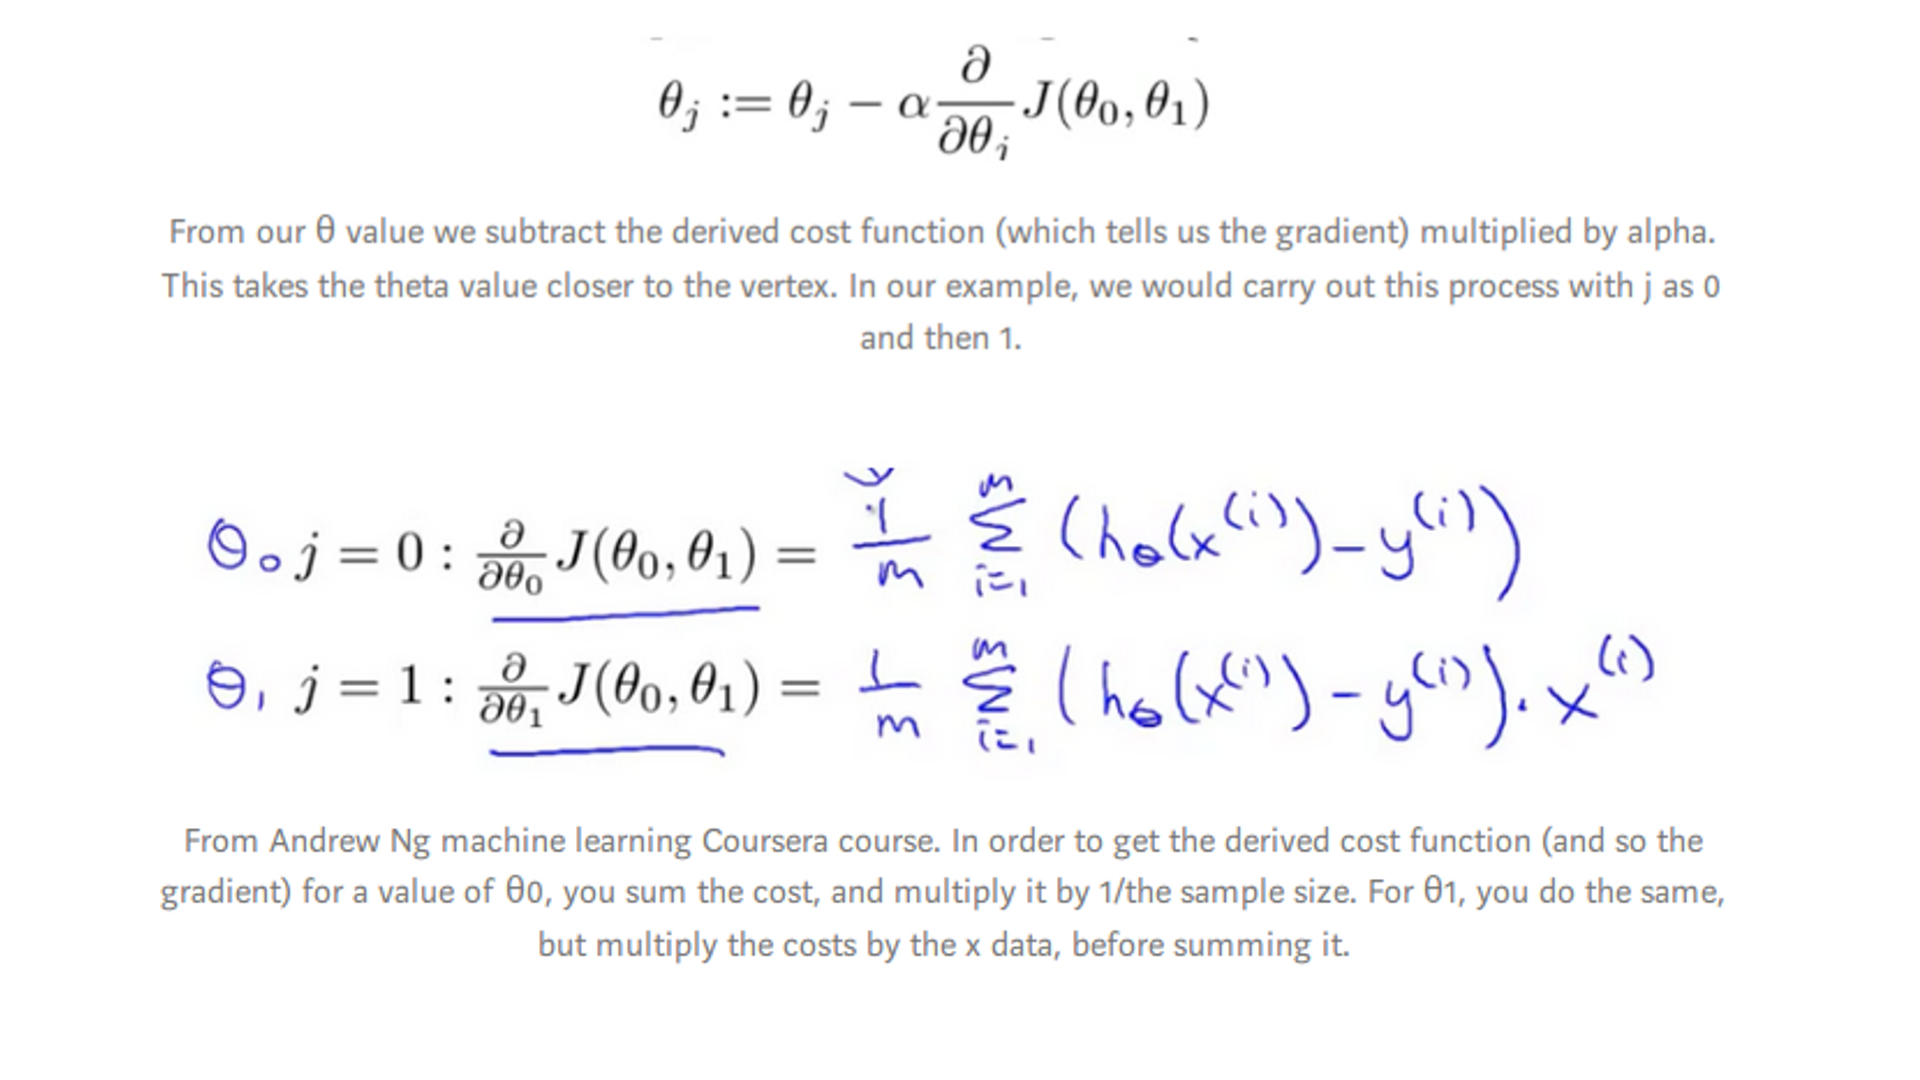 θj := θj − α ∂/∂θj J(θ0, θ1)
From our θ value we subtract the derived cost function (which tells us the gradient) multiplied by alpha.
This takes the theta value closer to the vertex. In our example, we would carry out this process with j as 0
and then 1.
θ0 j = 0 : ∂/∂θ0 J(θ0, θ1) = 1/m Σ i=1 m (hθ(x(i)) − y(i))
θ1 j = 1 : ∂/∂θ1 J(θ0, θ1) = 1/m Σ i=1 m (hθ(x(i)) − y(i)) . x(i)
From Andrew Ng machine learning Coursera course. In order to get the derived cost function (and so the
gradient) for a value of θ0, you sum the cost, and multiply it by 1/the sample size. For θ1, you do the same,
but multiply the costs by the x data, before summing it.